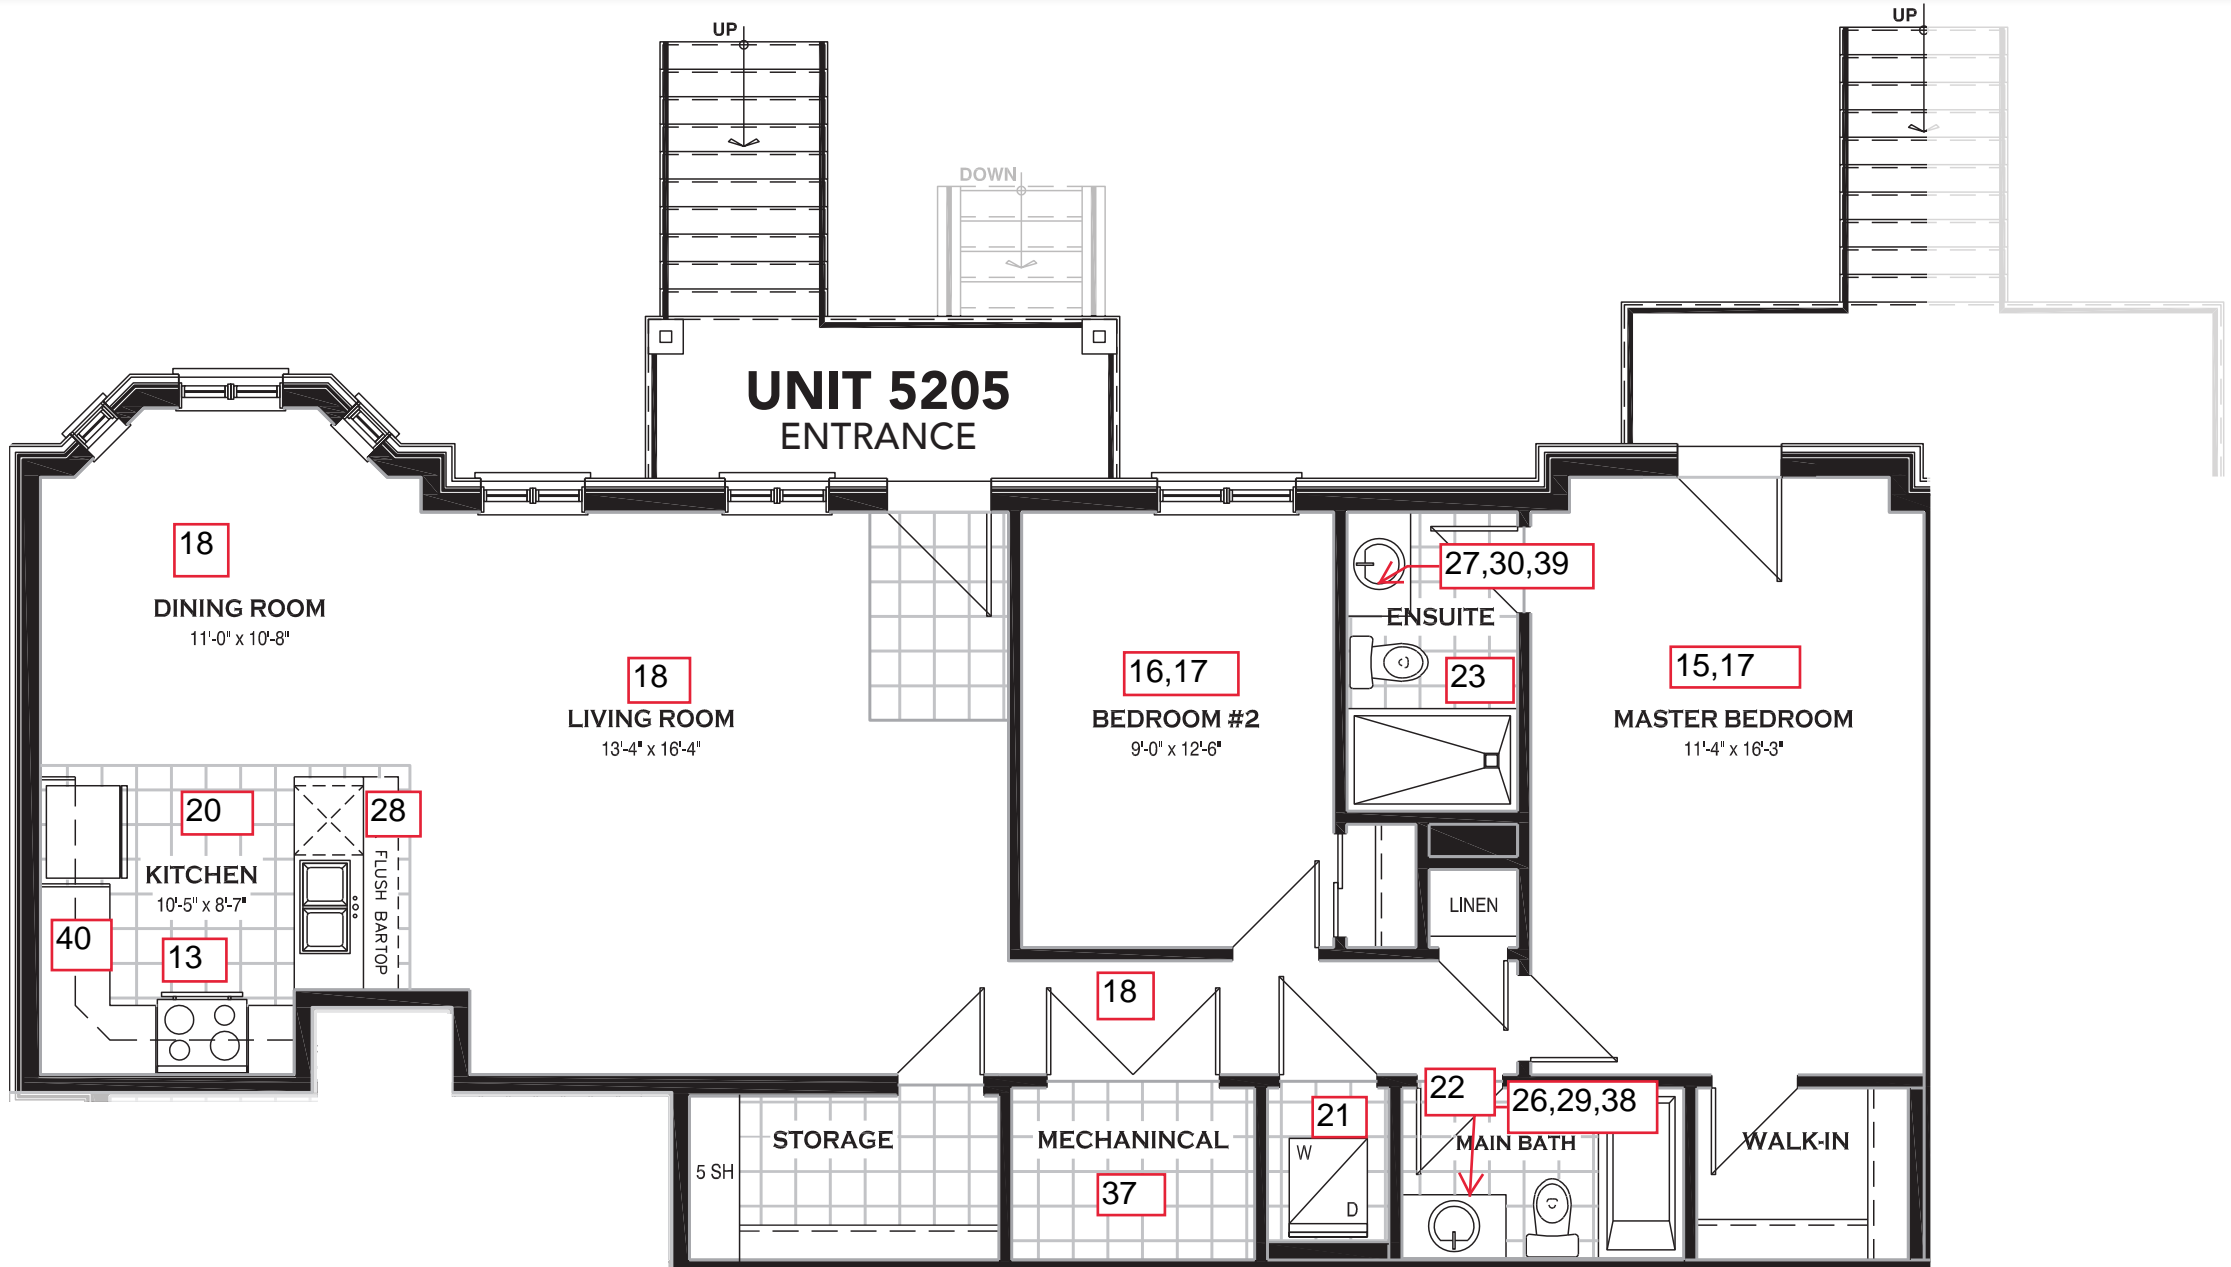 UP
UP
DOWN
UNIT 5205
ENTRANCE
18
DINING ROOM
11'-0" x 10'-8"
18
LIVING ROOM
13'-4" x 16'-4"
16,17
BEDROOM #2
9'-0" x 12'-6"
27,30,39
ENSUITE
23
15,17
MASTER BEDROOM
11'-4" x 16'-3"
20
28
KITCHEN
10'-5" x 8'-7"
FLUSH BARTOP
40
13
LINEN
18
22
26,29,38
21
STORAGE
MECHANINCAL
MAIN BATH
WALK-IN
5 SH
37
W
D